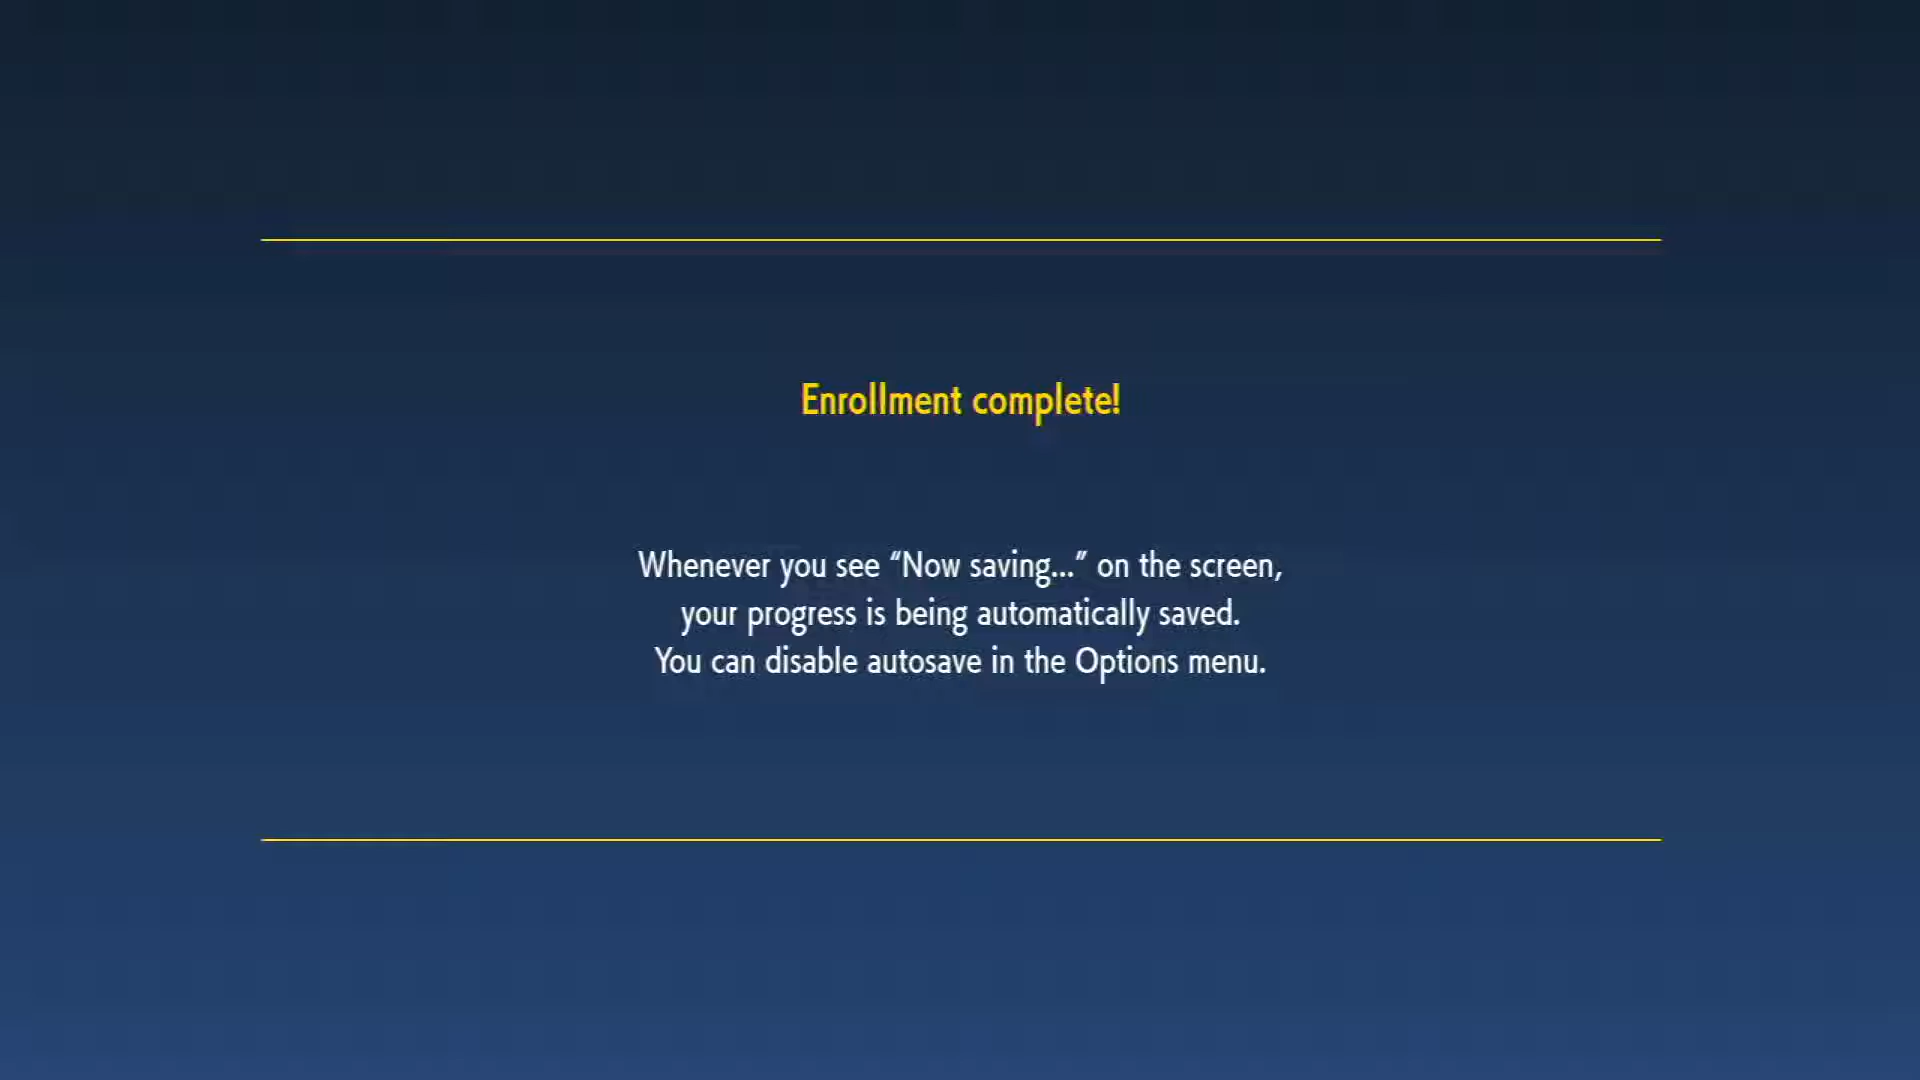 Enrollment complete!
Whenever you see “Now saving...” on the screen,
your progress is being automatically saved.
You can disable autosave in the Options menu.